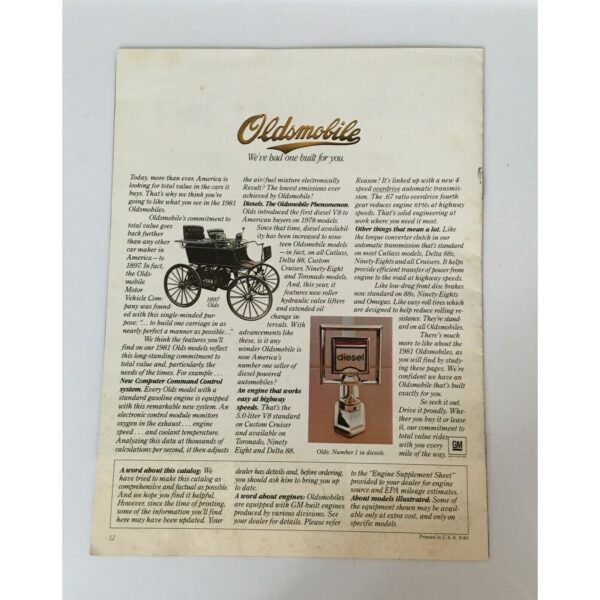 Oldsmobile
We've had one built for you.
Today, more than ever, America is
looking for total value in the cars it
buys. That's why we think you're
going to like what you see in the 1981
Oldsmobiles.
Oldsmobile's commitment to
total value goes
back further
than any other
car maker in
America—to
1897. In fact,
the Olds-
mobile
Motor
Vehicle Com-
pany was found-
ed with this single-minded pur-
pose: "... to build one carriage in as
nearly perfect a manner as possible..."
We think the features you'll
find on our 1981 Olds models reflect
this long-standing commitment to
total value and, particularly, the
needs of the times. For example...
New Computer Command Control
system. Every Olds model with a
standard gasoline engine is equipped
with this remarkable new system. An
electronic control module monitors
oxygen in the exhaust... engine
speed... and coolant temperature.
Analyzing this data at thousands of
calculations per second, it then adjusts
1897
Olds
the air/fuel mixture electronically.
Result? The lowest emissions ever
achieved by Oldsmobile!
Diesels. The Oldsmobile Phenomenon.
Olds introduced the first diesel V8 to
American buyers on 1978 models.
Since that time, diesel availabil-
ity has been increased to nine-
teen Oldsmobile models
—in fact, on all Cutlass,
Delta 88, Custom
Cruiser, Ninety-Eight
and Toronado models.
And, this year, it
features new roller
hydraulic valve lifters
and extended oil
change in-
tervals. With
advancements like
these, is it any
wonder Oldsmobile is
now America's
number one seller of
diesel-powered
automobiles?
An engine that works
easy at highway
speeds. That's the
5.0-liter V8 standard
on Custom Cruiser
and available on
Toronado, Ninety
Eight and Delta 88.
Reason? It's linked up with a new 4-
speed overdrive automatic transmis-
sion. The .67 ratio overdrive fourth
gear reduces engine RPMs at highway
speeds. That's solid engineering at
work where you need it most.
Other things that mean a lot. Like
the torque converter clutch in our
automatic transmission that's standard
on most Cutlass models, Delta 88s,
Ninety-Eights and all Cruisers. It helps
provide efficient transfer of power from
engine to the road at highway speeds.
Like low-drag front disc brakes
now standard on 88s, Ninety-Eights
and Omegas. Like easy-roll tires which
are designed to help reduce rolling re-
sistance. They're stand-
ard on all Oldsmobiles.
There's much
more to like about the
1981 Oldsmobiles, as
you will find by study-
ing these pages. We're
confident we have an
Oldsmobile that's built
exactly for you.
So seek it out.
Drive it proudly. Whe-
ther you buy it or lease
it, our commitment to
total value rides
with you every
mile of the way.
GM
diesel
Olds: Number 1 in diesels.
A word about this catalog: We
have tried to make this catalog as
comprehensive and factual as possible.
And we hope you find it helpful.
However, since the time of printing,
some of the information you'll find
here may have been updated. Your
dealer has details and, before ordering,
you should ask him to bring you up
to date.
A word about engines: Oldsmobiles
are equipped with GM-built engines
produced by various divisions. See
your dealer for details. Please refer
to the "Engine Supplement Sheet"
provided to your dealer for engine
source and EPA mileage estimates.
About models illustrated: Some of
the equipment shown may be avail-
able only at extra cost, and only on
specific models.
12
Printed in U.S.A. 9-80